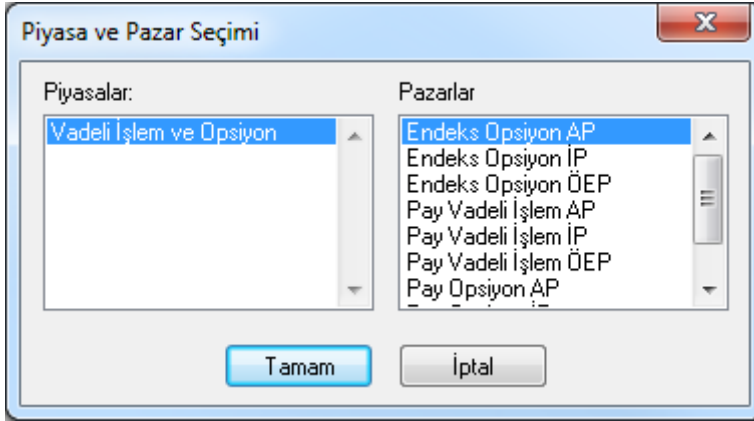 Piyasa ve Pazar Seçimi
Piyasalar:
Vadeli İşlem ve Opsiyon
Pazarlar
Endeks Opsiyon AP
Endeks Opsiyon İP
Endeks Opsiyon ÖEP
Pay Vadeli İşlem AP
Pay Vadeli İşlem İP
Pay Vadeli İşlem ÖEP
Pay Opsiyon AP
Tamam
İptal